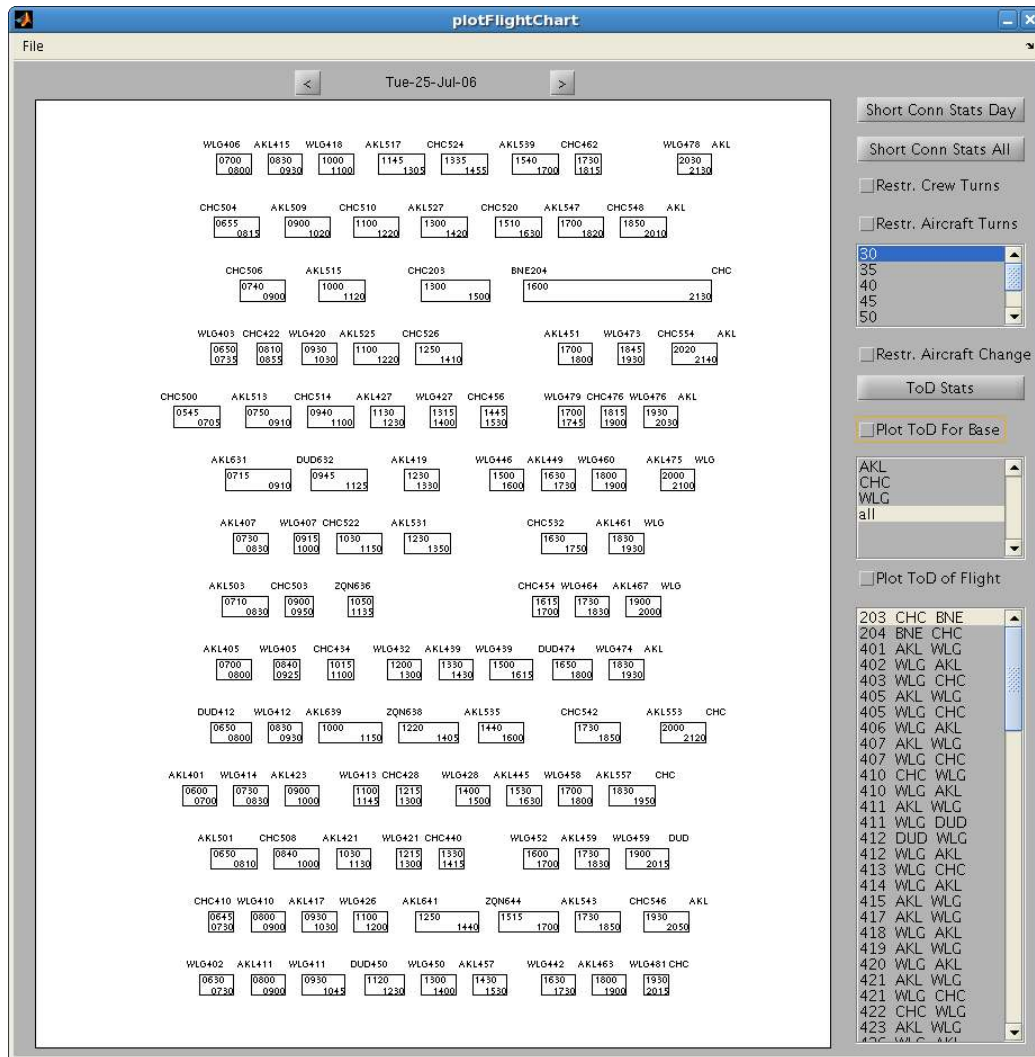 plotFlightChart
File
< Tue-25-Jul-06 >
WLG406 AKL415 WLG418 AKL517 CHC524 AKL539 CHC462 WLG478 AKL
0700 0830 1000 1145 1335 1540 1730 2030
0800 0930 1100 1305 1455 1700 1815 2130
CHC504 AKL509 CHC510 AKL527 CHC520 AKL547 CHC548 AKL
0655 0900 1100 1300 1510 1700 1850
0815 1020 1220 1420 1630 1820 2010
CHC506 AKL515 CHC203 BNE204 CHC
0740 1000 1300 1600
0900 1120 1500 2130
WLG403 CHC422 WLG420 AKL525 CHC526 AKL451 WLG473 CHC554 AKL
0650 0810 0930 1100 1250 1700 1845 2020
0735 0855 1030 1220 1410 1800 1930 2140
CHC500 AKL513 CHC514 AKL427 WLG427 CHC456 WLG479 CHC476 WLG476 AKL
0545 0750 0940 1130 1315 1445 1700 1815 1930
0705 0910 1100 1230 1400 1530 1745 1900 2030
AKL631 DUD632 AKL419 WLG446 AKL449 WLG460 AKL475 WLG
0715 0945 1230 1500 1630 1800 2000
0910 1125 1330 1600 1730 1900 2100
AKL407 WLG407 CHC522 AKL531 CHC532 AKL461 WLG
0730 0915 1030 1230 1630 1830
0830 1000 1150 1350 1750 1930
AKL503 CHC503 ZQN636 CHC454 WLG464 AKL467 WLG
0710 0900 1050 1615 1730 1900
0830 0950 1135 1700 1830 2000
AKL405 WLG405 CHC434 WLG432 AKL439 WLG439 DUD474 WLG474 AKL
0700 0840 1015 1200 1330 1500 1650 1830
0800 0925 1100 1300 1430 1615 1800 1930
DUD412 WLG412 AKL639 ZQN638 AKL535 CHC542 AKL553 CHC
0650 0830 1000 1220 1440 1730 2000
0800 0930 1150 1405 1600 1850 2120
AKL401 WLG414 AKL423 WLG413 CHC428 WLG428 AKL445 WLG458 AKL557 CHC
0600 0730 0900 1100 1215 1400 1530 1700 1830
0700 0830 1000 1145 1300 1500 1630 1800 1950
AKL501 CHC508 AKL421 WLG421 CHC440 WLG452 AKL459 WLG459 DUD
0650 0840 1030 1215 1330 1600 1730 1900
0810 1000 1130 1300 1415 1700 1830 2015
CHC410 WLG410 AKL417 WLG426 AKL641 ZQN644 AKL543 CHC546 AKL
0645 0800 0930 1100 1250 1515 1730 1930
0730 0900 1030 1200 1440 1700 1850 2050
WLG402 AKL411 WLG411 DUD450 WLG450 AKL457 WLG442 AKL463 WLG481 CHC
0630 0800 0930 1120 1300 1430 1630 1800 1930
0730 0900 1045 1230 1400 1530 1730 1900 2015
Short Conn Stats Day
Short Conn Stats All
Restr. Crew Turns
Restr. Aircraft Turns
30
35
40
45
50
Restr. Aircraft Change
ToD Stats
Plot ToD For Base
AKL
CHC
WLG
all
Plot ToD of Flight
203 CHC BNE
204 BNE CHC
401 AKL WLG
402 WLG AKL
403 WLG CHC
405 AKL WLG
405 WLG CHC
406 WLG AKL
407 AKL WLG
407 WLG CHC
410 CHC WLG
410 WLG AKL
411 AKL WLG
411 WLG DUD
412 DUD WLG
412 WLG AKL
413 WLG CHC
414 WLG AKL
415 AKL WLG
417 AKL WLG
418 WLG AKL
419 AKL WLG
420 WLG AKL
421 AKL WLG
421 WLG CHC
422 CHC WLG
423 AKL WLG
426 WLG AKL